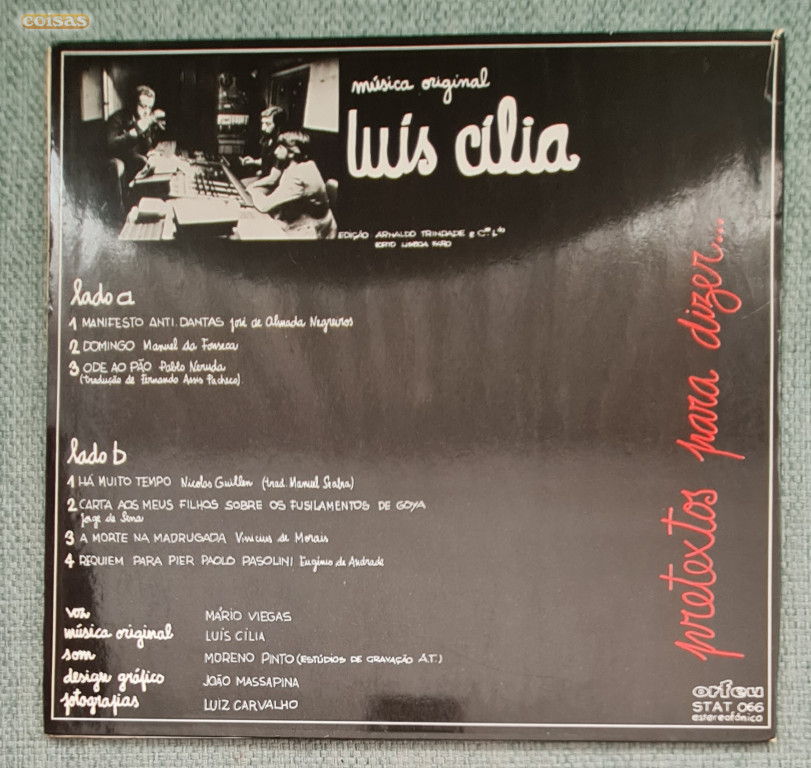 coisas
música original
luís cília
EDIÇÃO ARNALDO TRINDADE e Cª Lda
PORTO LISBOA FARO
pretextos para dizer...
lado a
1 MANIFESTO ANTI. DANTAS José de Almada Negreiros
2 DOMINGO Manuel da Fonseca
3 ODE AO PÃO Pablo Neruda
(tradução de Fernando Assis Pacheco)
lado b
1 HÁ MUITO TEMPO Nicolas Guillen (trad. Manuel Seabra)
2 CARTA AOS MEUS FILHOS SOBRE OS FUSILAMENTOS DE GOYA
Jorge de Sena
3 A MORTE NA MADRUGADA Vinicius de Morais
4 REQUIEM PARA PIER PAOLO PASOLINI Eugénio de Andrade
voz MÁRIO VIEGAS
música original LUÍS CÍLIA
som MORENO PINTO (ESTÚDIOS DE GRAVAÇÃO A.T.)
design gráfico JOÃO MASSAPINA
fotografias LUIZ CARVALHO
orfeu
STAT 066
estereofónico